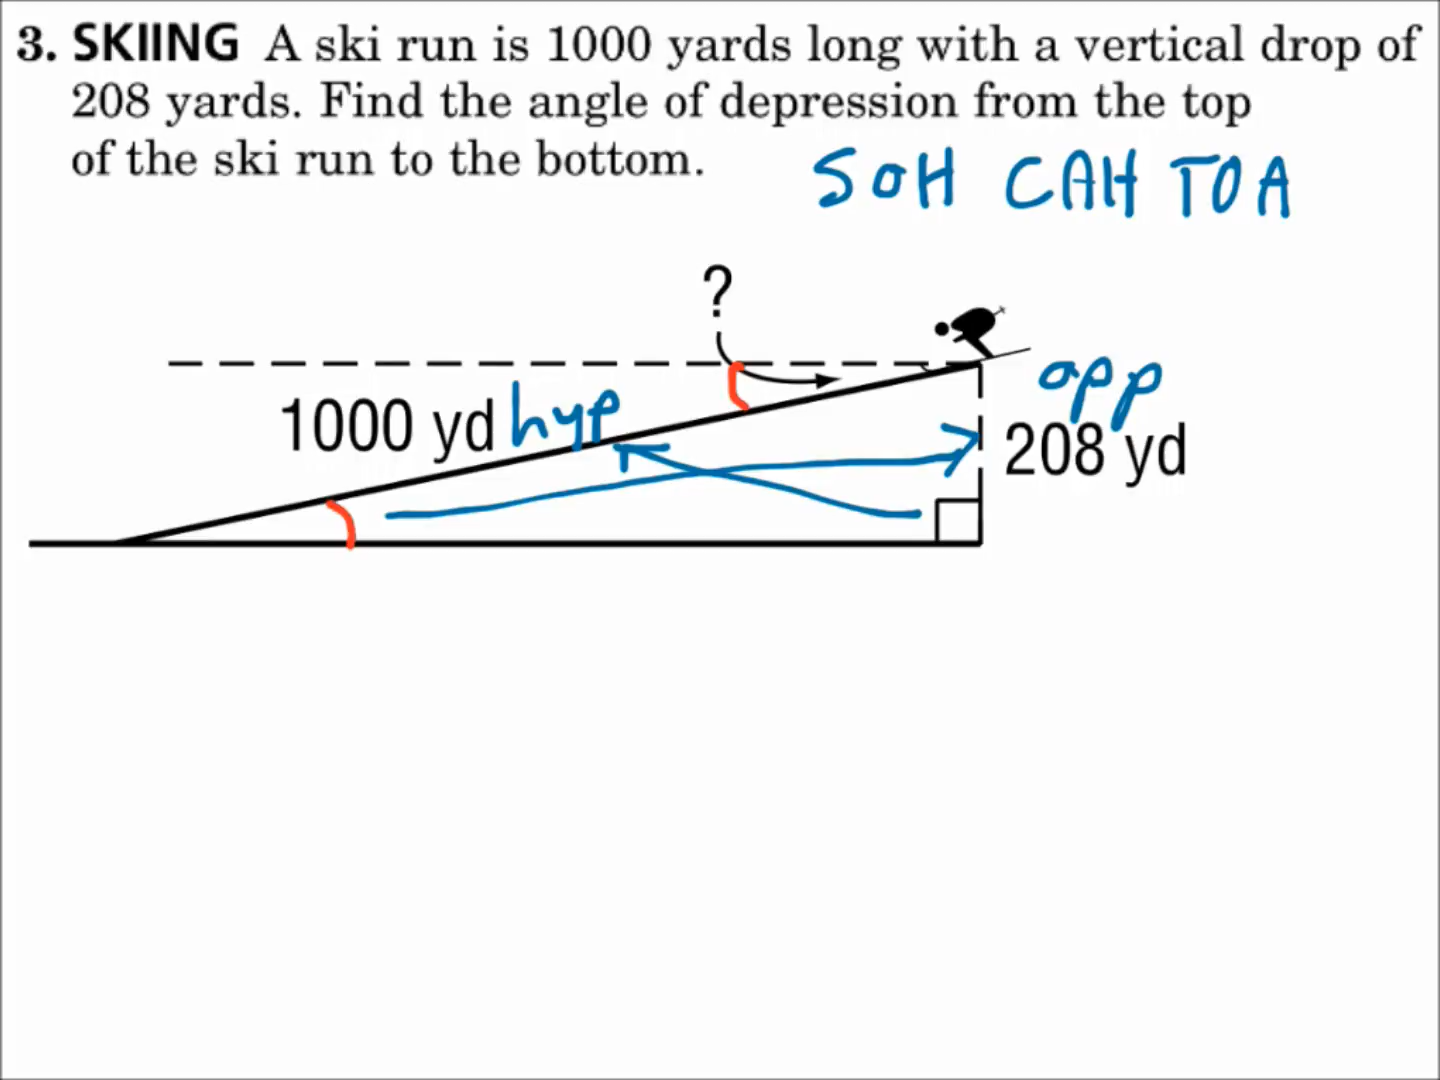 3. SKIING A ski run is 1000 yards long with a vertical drop of
208 yards. Find the angle of depression from the top
of the ski run to the bottom.
SOH CAH TOA
?
opp
1000 yd hyp
208 yd